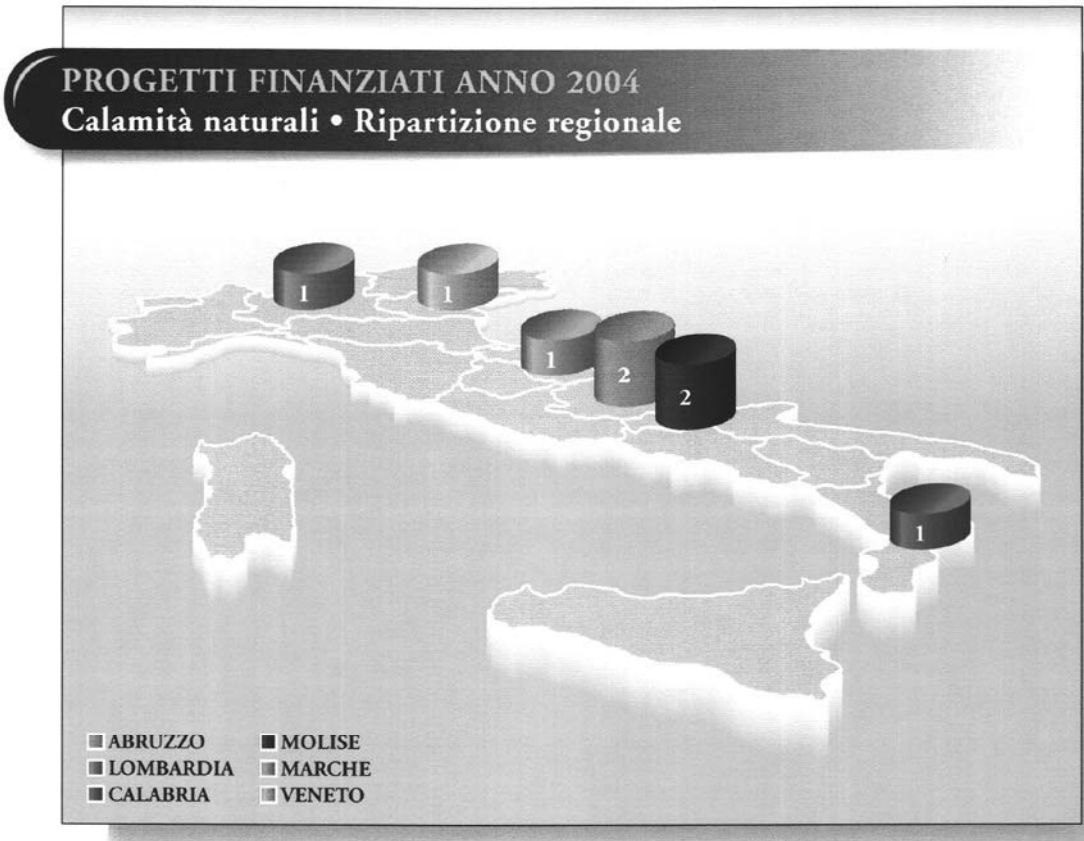 PROGETTI FINANZIATI ANNO 2004
Calamità naturali • Ripartizione regionale
1
1
1
2
2
1
ABRUZZO
MOLISE
LOMBARDIA
MARCHE
CALABRIA
VENETO